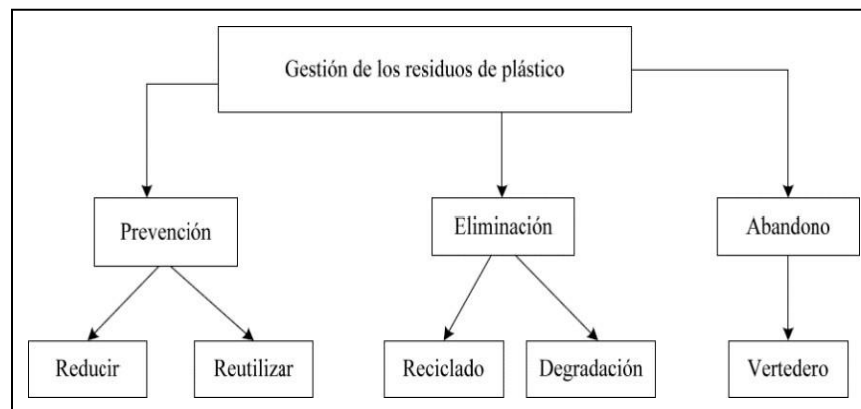 Gestión de los residuos de plástico
Prevención
Eliminación
Abandono
Reducir
Reutilizar
Reciclado
Degradación
Vertedero